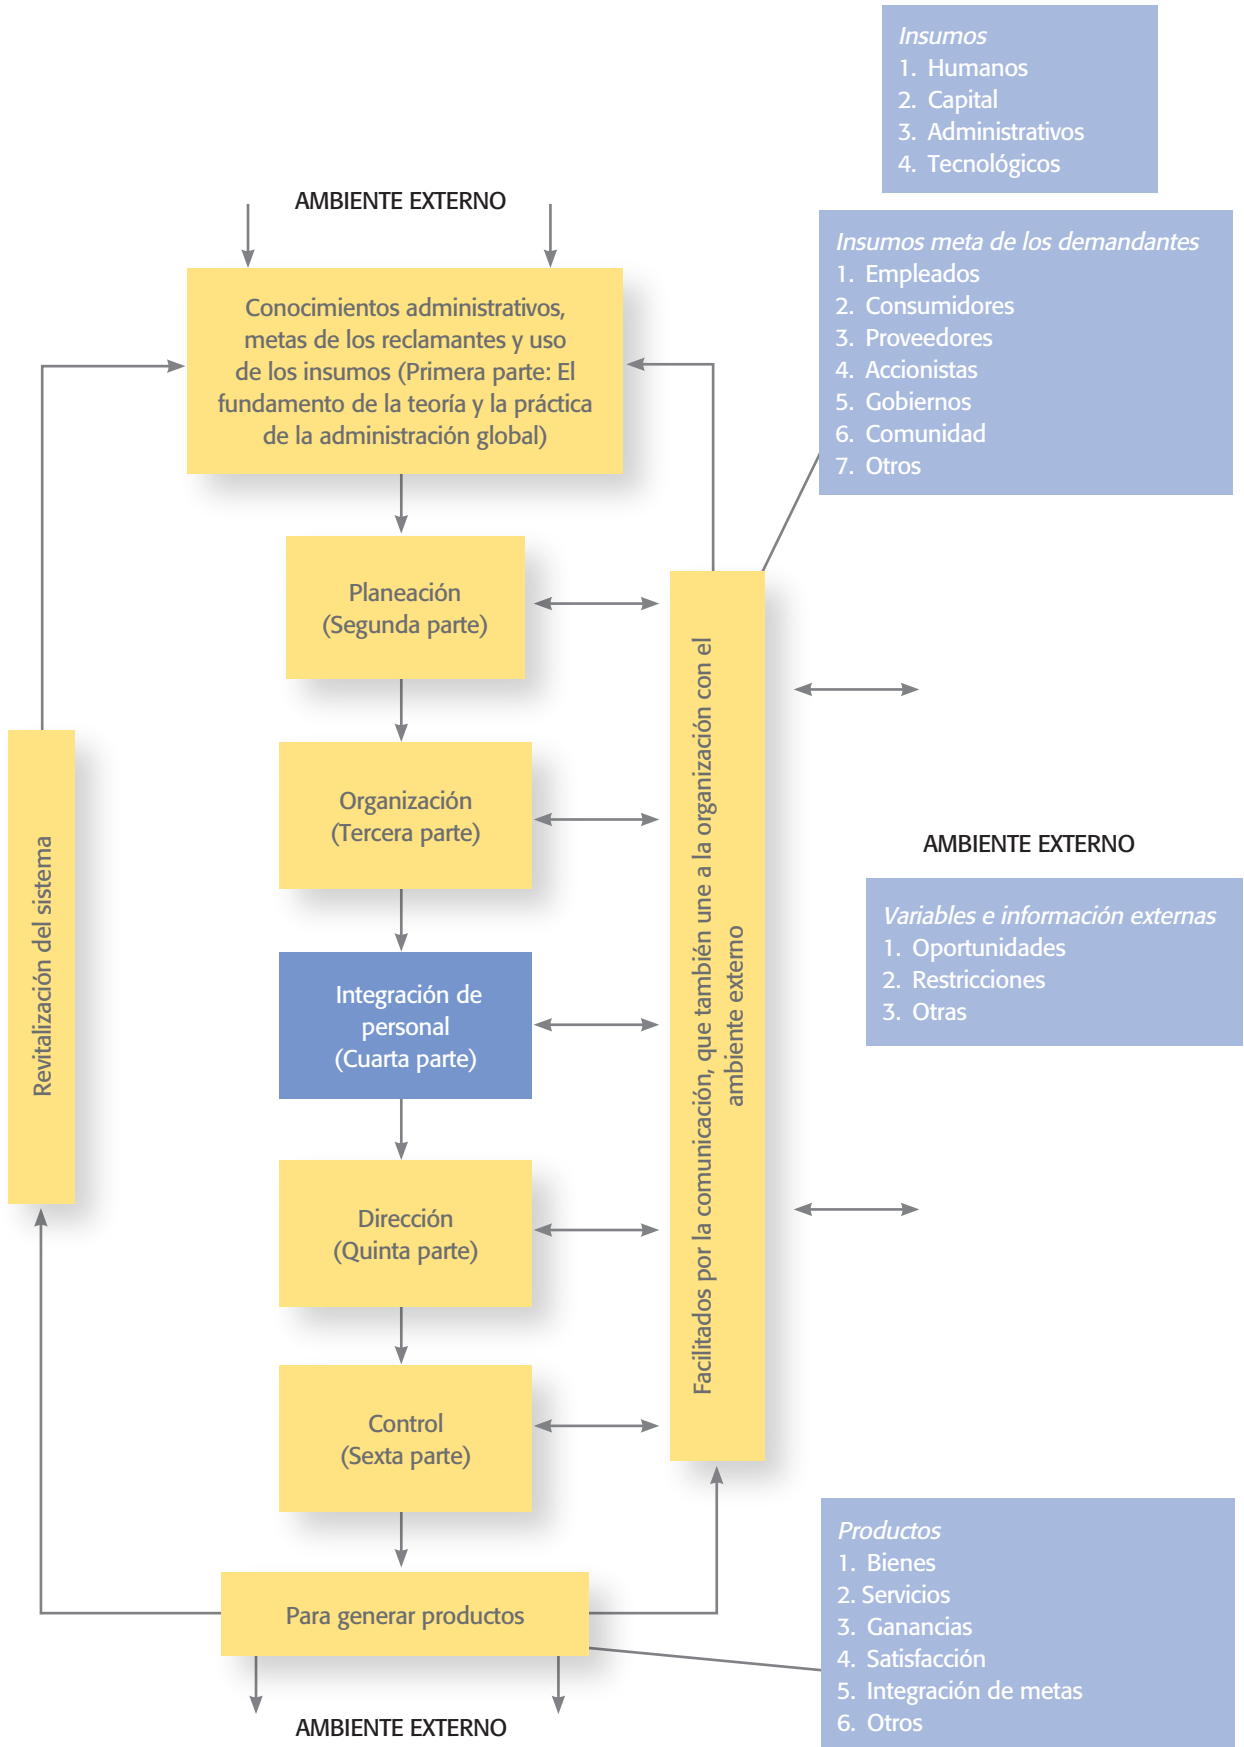 Insumos
1. Humanos
2. Capital
3. Administrativos
4. Tecnológicos
AMBIENTE EXTERNO
Insumos meta de los demandantes
1. Empleados
2. Consumidores
3. Proveedores
4. Accionistas
5. Gobiernos
6. Comunidad
7. Otros
Conocimientos administrativos,
metas de los reclamantes y uso
de los insumos (Primera parte: El
fundamento de la teoría y la práctica
de la administración global)
Planeación
(Segunda parte)
Organización
(Tercera parte)
Integración de
personal
(Cuarta parte)
Dirección
(Quinta parte)
Control
(Sexta parte)
Para generar productos
AMBIENTE EXTERNO
Revitalización del sistema
Facilitados por la comunicación, que también une a la organización con el
ambiente externo
AMBIENTE EXTERNO
Variables e información externas
1. Oportunidades
2. Restricciones
3. Otras
Productos
1. Bienes
2. Servicios
3. Ganancias
4. Satisfacción
5. Integración de metas
6. Otros